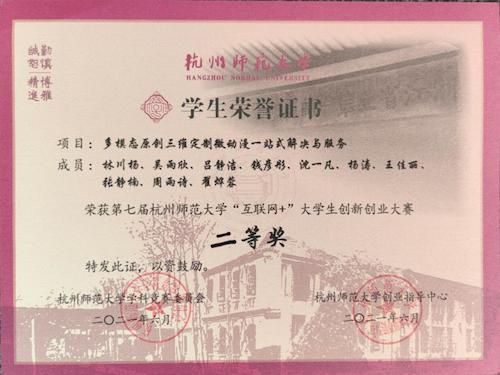 勤慎博雅
诚恕精进
杭州师范大学
HANGZHOU NORMAL UNIVERSITY
学生荣誉证书
项目：多模态原创三维定制微动漫一站式解决与服务
成员：林川杨、吴雨欣、吕静洁、钱彦彤、沈一凡、杨涛、王佳丽、
张静楠、周雨诗、瞿烨蓉
荣获第七届杭州师范大学“互联网+”大学生创新创业大赛
二等奖
特发此证，以资鼓励。
杭州师范大学学科竞赛委员会
杭州师范大学创业指导中心
二〇二一年六月
二〇二一年六月